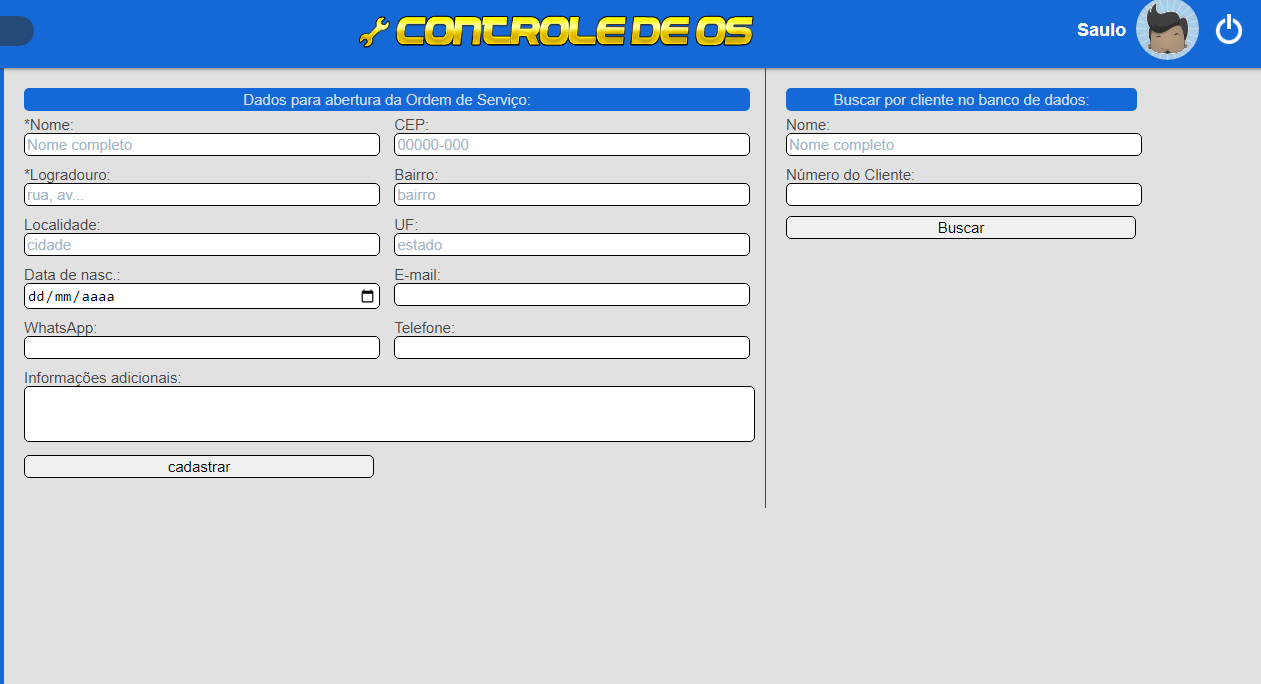 CONTROLE DE OS
Saulo
Dados para abertura da Ordem de Serviço:
*Nome:
Nome completo
CEP:
00000-000
*Logradouro:
rua, av...
Bairro:
bairro
Localidade:
cidade
UF:
estado
Data de nasc.:
dd/mm/aaaa
E-mail:
WhatsApp:
Telefone:
Informações adicionais:
cadastrar
Buscar por cliente no banco de dados:
Nome:
Nome completo
Número do Cliente:
Buscar